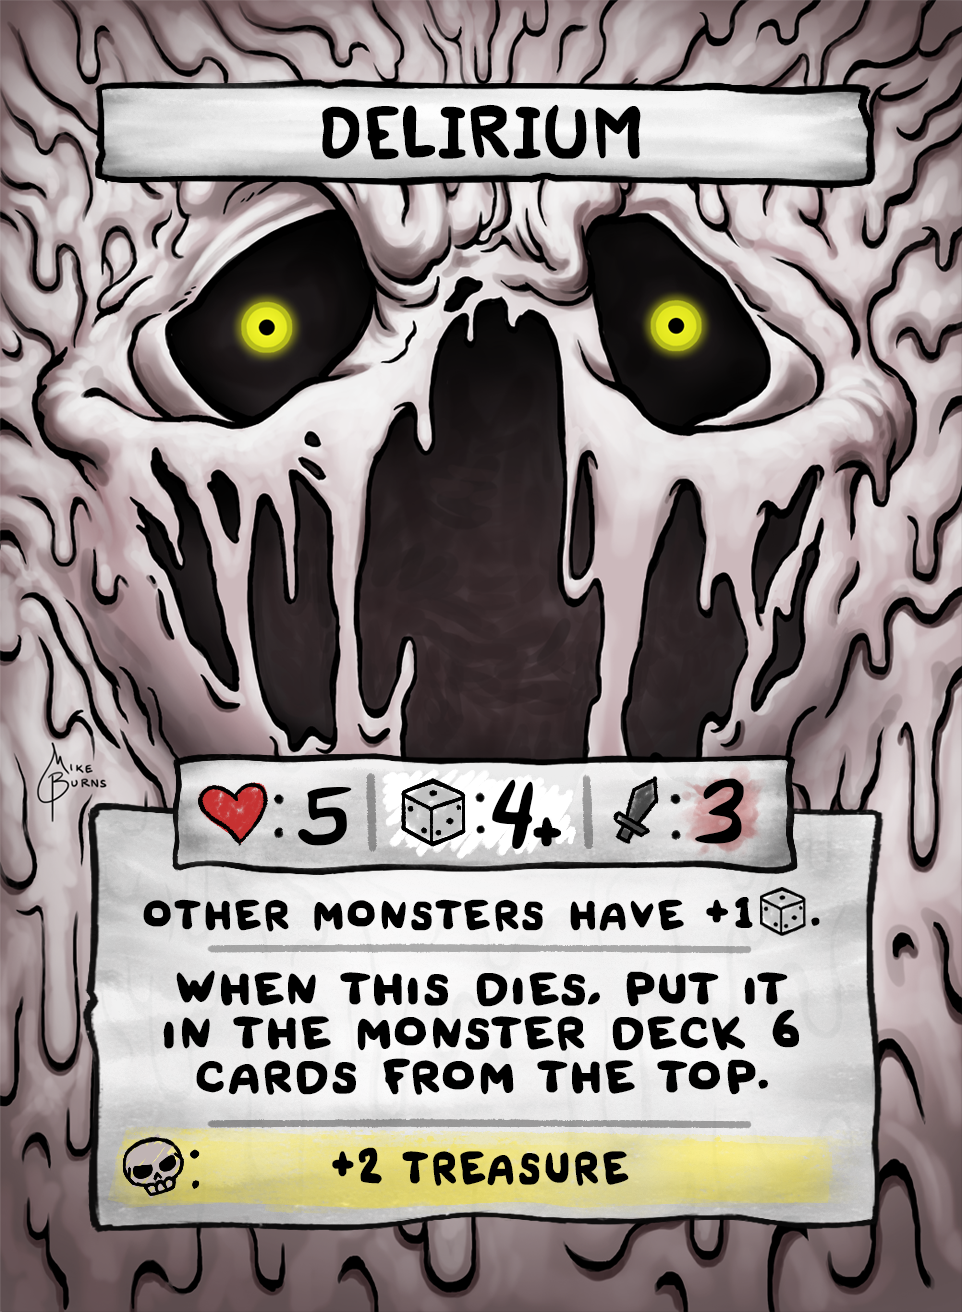 DELIRIUM
MIKE
BURNS
: 5 : 4+ : 3
OTHER MONSTERS HAVE +1 .
WHEN THIS DIES, PUT IT
IN THE MONSTER DECK 6
CARDS FROM THE TOP.
: +2 TREASURE